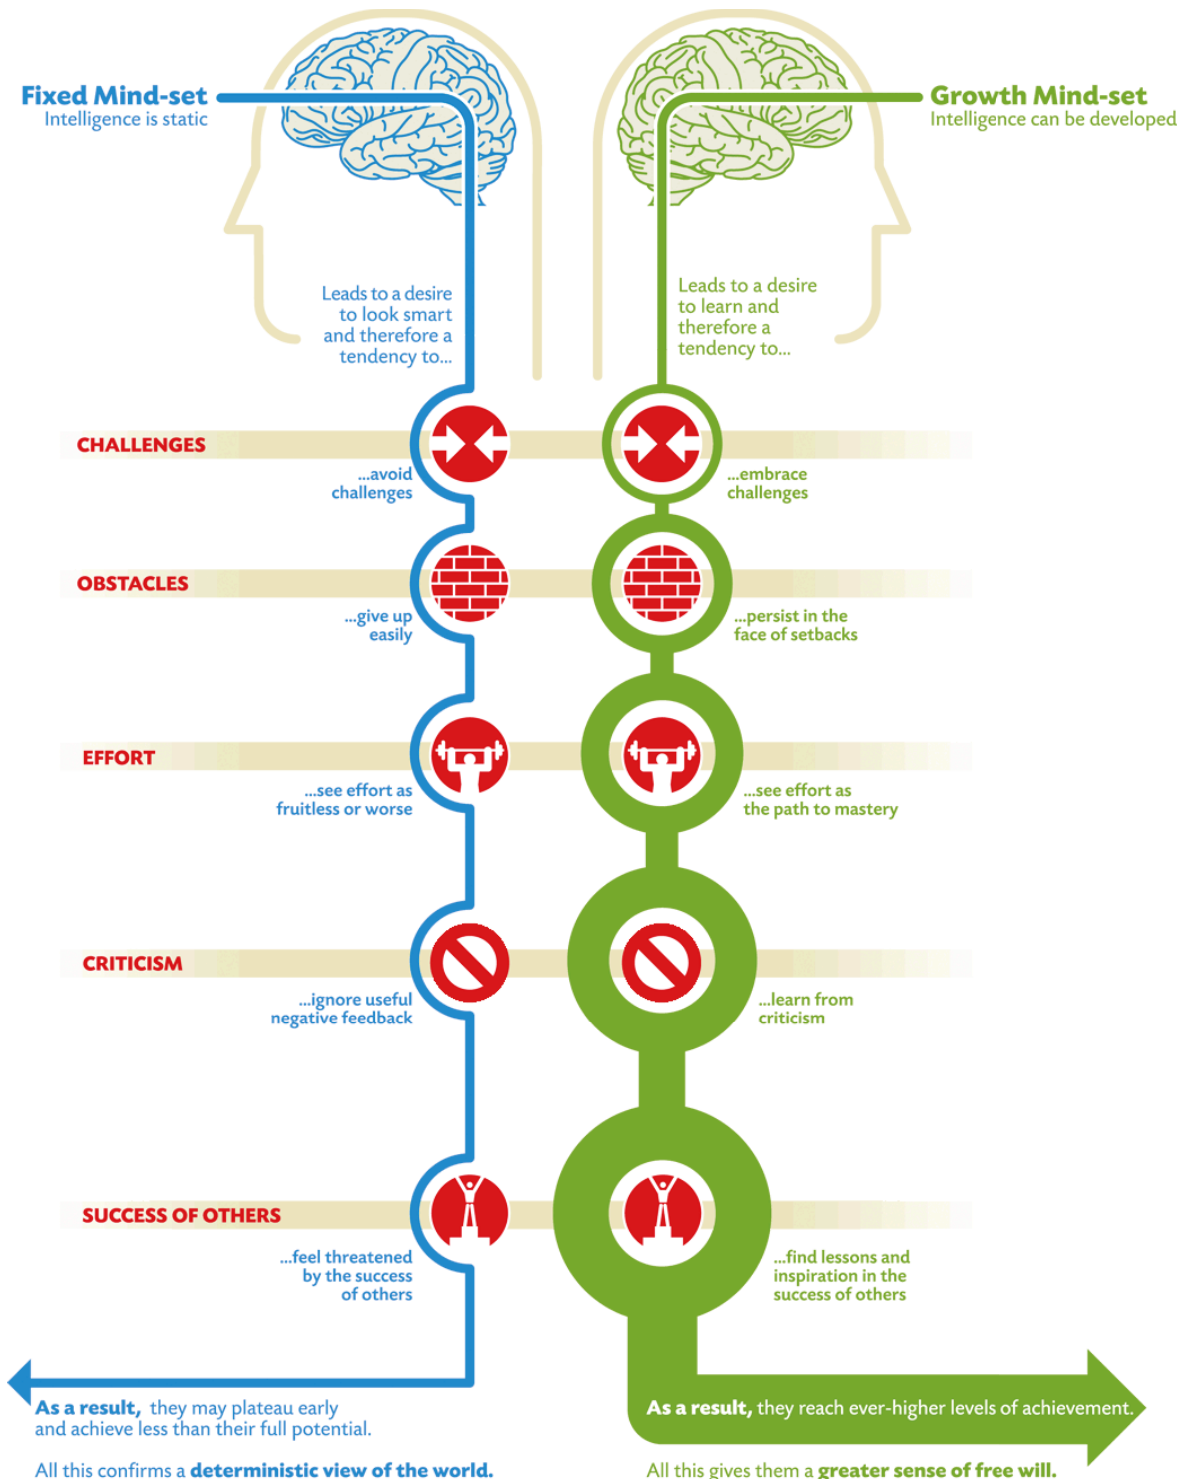 Fixed Mind-set
Intelligence is static
Growth Mind-set
Intelligence can be developed
Leads to a desire
to look smart
and therefore a
tendency to...
Leads to a desire
to learn and
therefore a
tendency to...
CHALLENGES
...avoid
challenges
...embrace
challenges
OBSTACLES
...give up
easily
...persist in the
face of setbacks
EFFORT
...see effort as
fruitless or worse
...see effort as
the path to mastery
CRITICISM
...ignore useful
negative feedback
...learn from
criticism
SUCCESS OF OTHERS
...feel threatened
by the success
of others
...find lessons and
inspiration in the
success of others
As a result, they may plateau early
and achieve less than their full potential.
All this confirms a deterministic view of the world.
As a result, they reach ever-higher levels of achievement.
All this gives them a greater sense of free will.